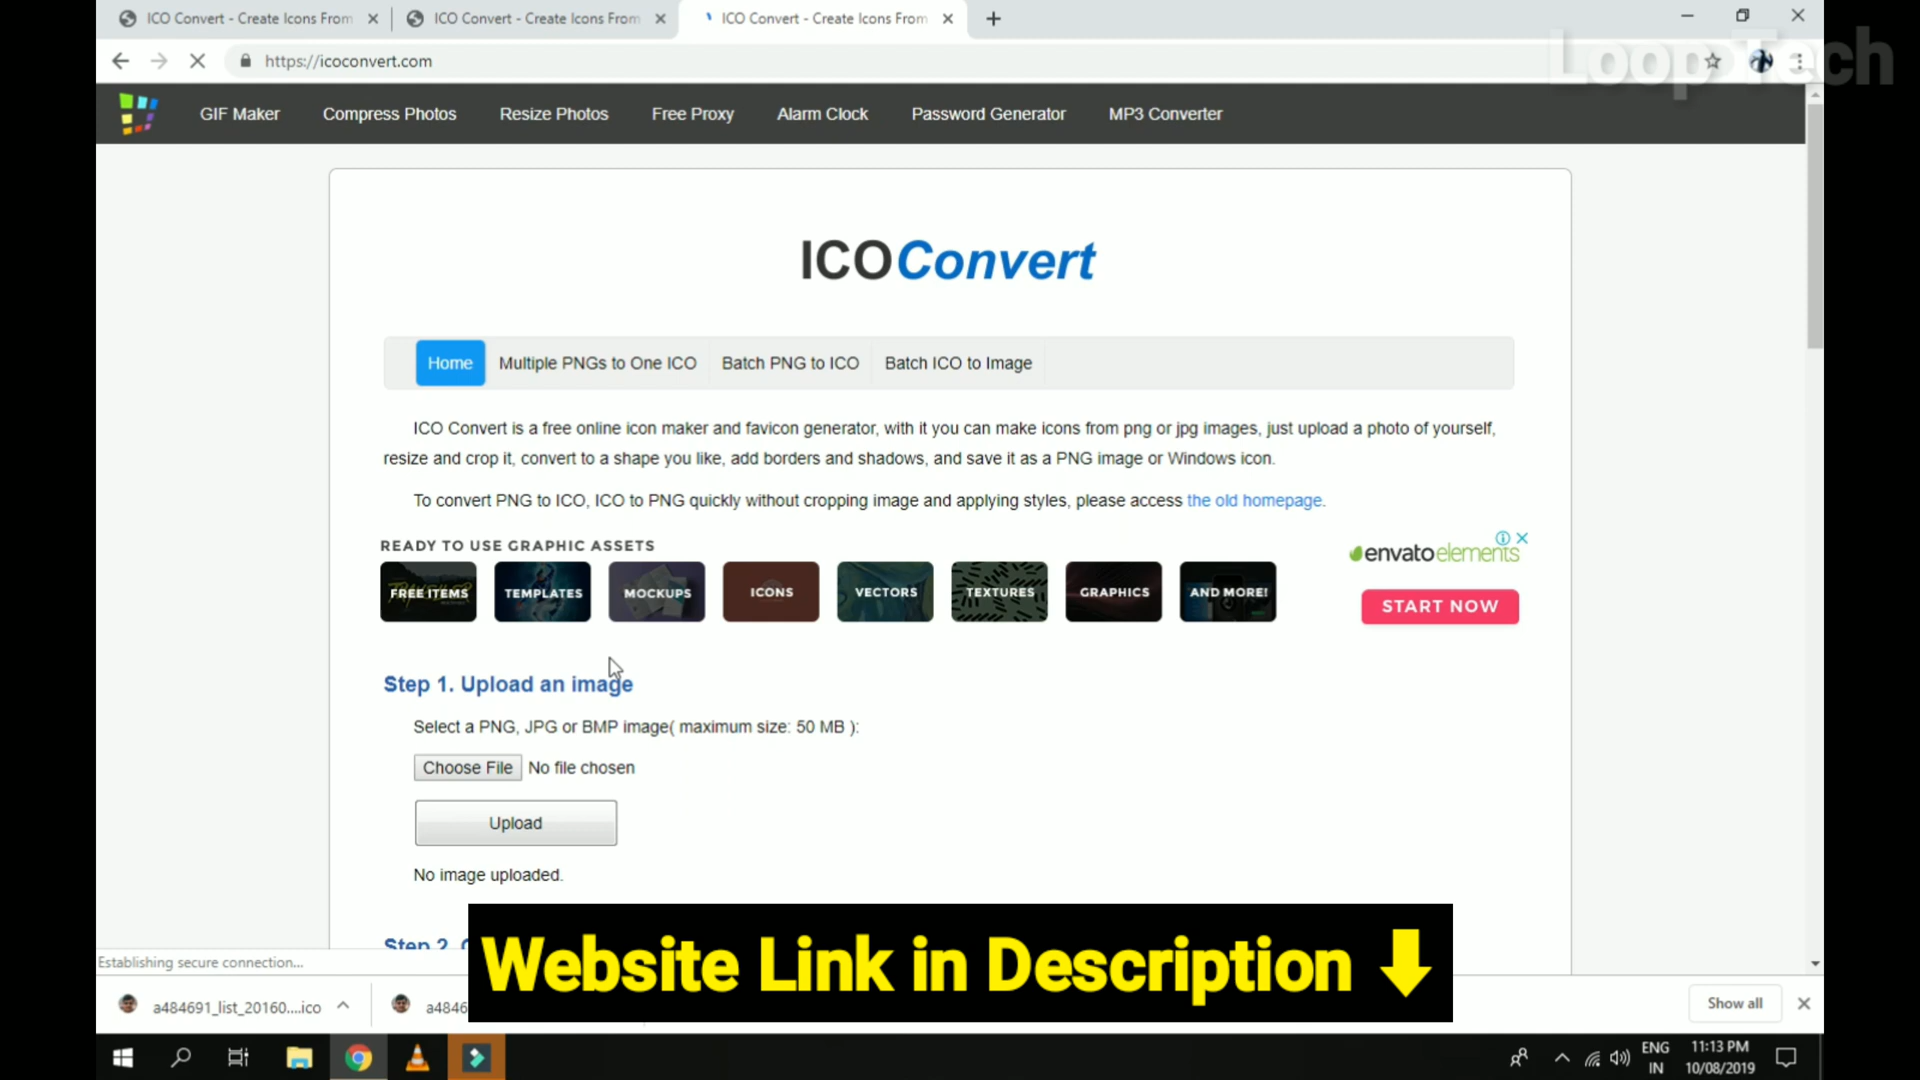 ICO Convert - Create Icons From
ICO Convert - Create Icons From
ICO Convert - Create Icons From
https://icoconvert.com
Loop Tech
GIF Maker
Compress Photos
Resize Photos
Free Proxy
Alarm Clock
Password Generator
MP3 Converter
ICOConvert
Home
Multiple PNGs to One ICO
Batch PNG to ICO
Batch ICO to Image
ICO Convert is a free online icon maker and favicon generator, with it you can make icons from png or jpg images, just upload a photo of yourself,
resize and crop it, convert to a shape you like, add borders and shadows, and save it as a PNG image or Windows icon.
To convert PNG to ICO, ICO to PNG quickly without cropping image and applying styles, please access the old homepage.
READY TO USE GRAPHIC ASSETS
envatoelements
FREE ITEMS
TEMPLATES
MOCKUPS
ICONS
VECTORS
TEXTURES
GRAPHICS
AND MORE!
START NOW
Step 1. Upload an image
Select a PNG, JPG or BMP image( maximum size: 50 MB ):
Choose File No file chosen
Upload
No image uploaded.
Step 2.
Website Link in Description
Establishing secure connection...
a484691_list_20160....ico
a4846
Show all
ENG
IN
11:13 PM
10/08/2019